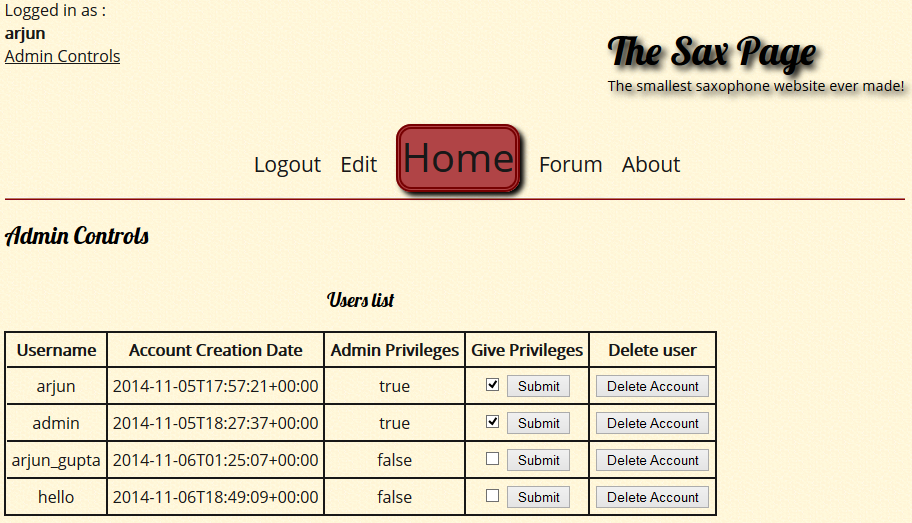 Logged in as :
arjun
Admin Controls
The Sax Page
The smallest saxophone website ever made!
Logout Edit Home Forum About
Admin Controls
Users list
Username Account Creation Date Admin Privileges Give Privileges Delete user
arjun 2014-11-05T17:57:21+00:00 true Submit Delete Account
admin 2014-11-05T18:27:37+00:00 true Submit Delete Account
arjun_gupta 2014-11-06T01:25:07+00:00 false Submit Delete Account
hello 2014-11-06T18:49:09+00:00 false Submit Delete Account